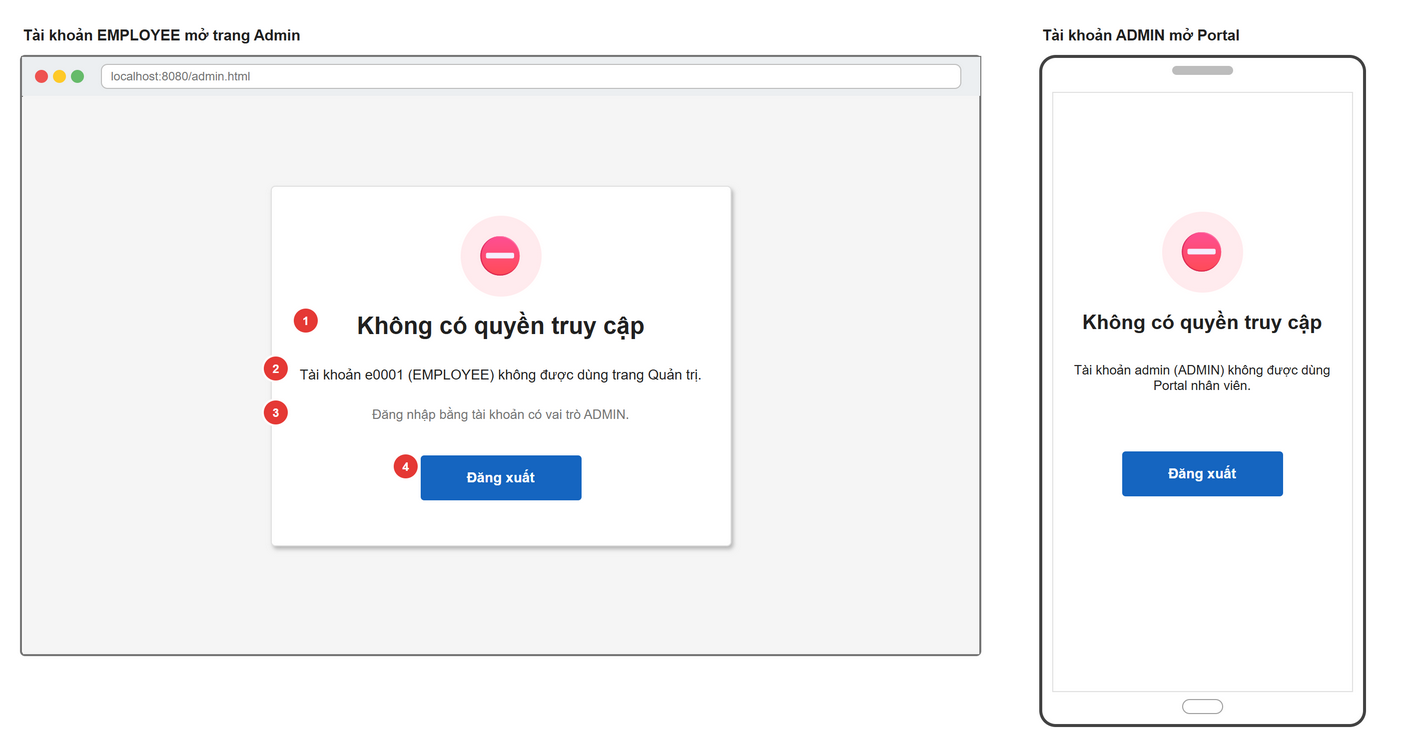 Tài khoản EMPLOYEE mở trang Admin
localhost:8080/admin.html
1
Không có quyền truy cập
2
Tài khoản e0001 (EMPLOYEE) không được dùng trang Quản trị.
3
Đăng nhập bằng tài khoản có vai trò ADMIN.
4
Đăng xuất
Tài khoản ADMIN mở Portal
Không có quyền truy cập
Tài khoản admin (ADMIN) không được dùng
Portal nhân viên.
Đăng xuất